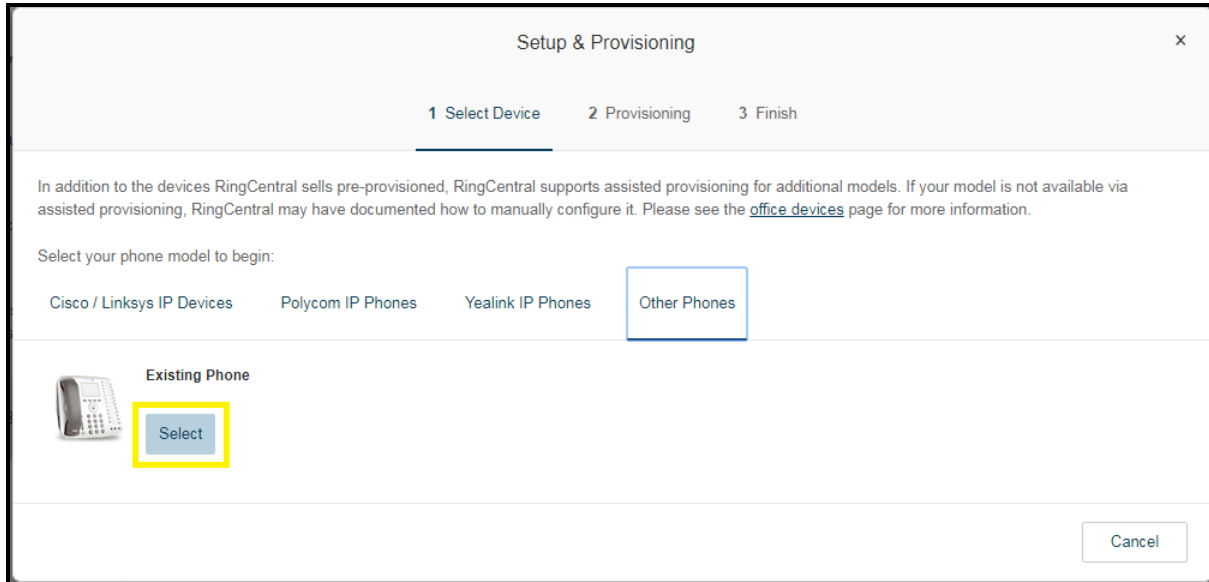 Setup & Provisioning
×
1 Select Device 2 Provisioning 3 Finish
In addition to the devices RingCentral sells pre-provisioned, RingCentral supports assisted provisioning for additional models. If your model is not available via
assisted provisioning, RingCentral may have documented how to manually configure it. Please see the office devices page for more information.
Select your phone model to begin:
Cisco / Linksys IP Devices Polycom IP Phones Yealink IP Phones Other Phones
Existing Phone
Select
Cancel